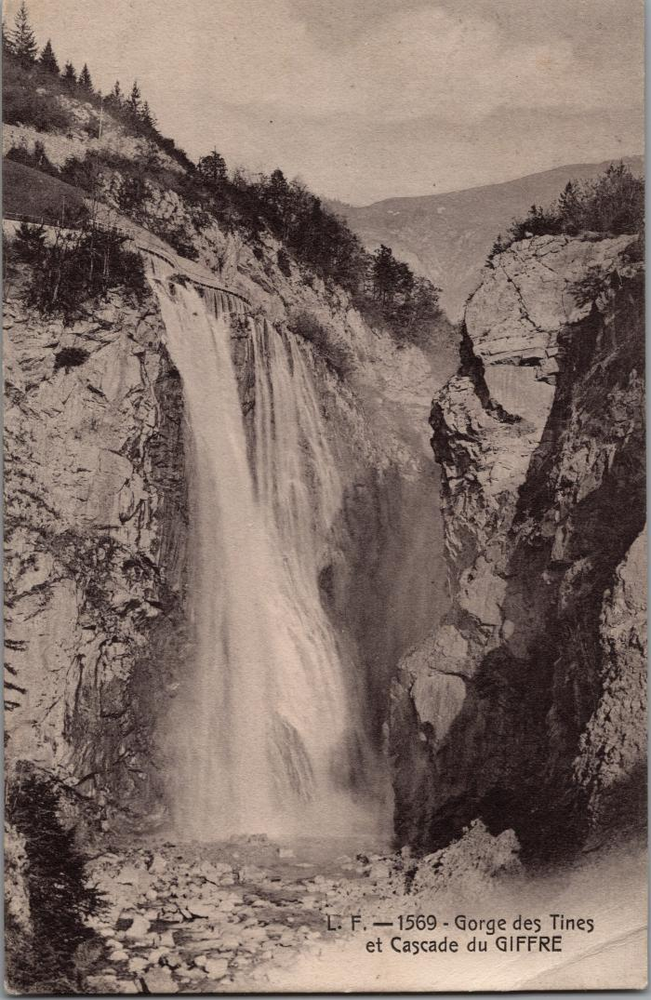 L. F. — 1569 - Gorge des Tines
et Cascade du GIFFRE